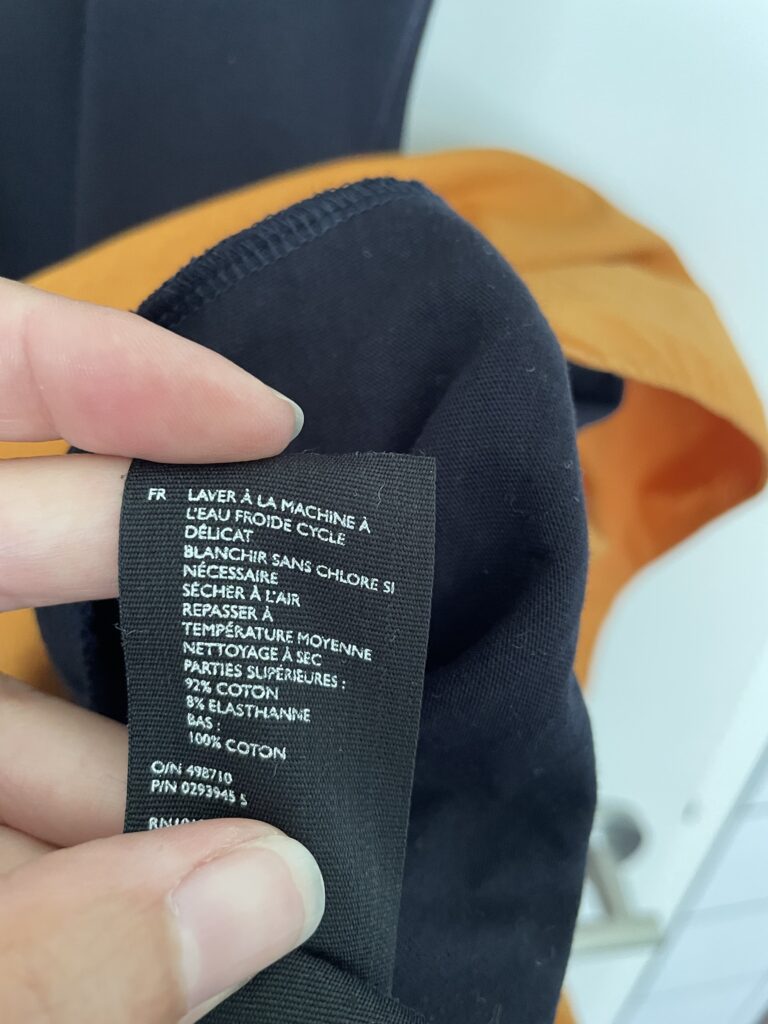 FR LAVER À LA MACHINE À
L'EAU FROIDE CYCLE
DÉLICAT
BLANCHIR SANS CHLORE SI
NÉCESSAIRE
SÉCHER À L'AIR
REPASSER À
TEMPÉRATURE MOYENNE
NETTOYAGE À SEC
PARTIES SUPÉRIEURES :
92% COTON
8% ELASTHANNE
BAS :
100% COTON
O/N 498710
P/N 0293945 5